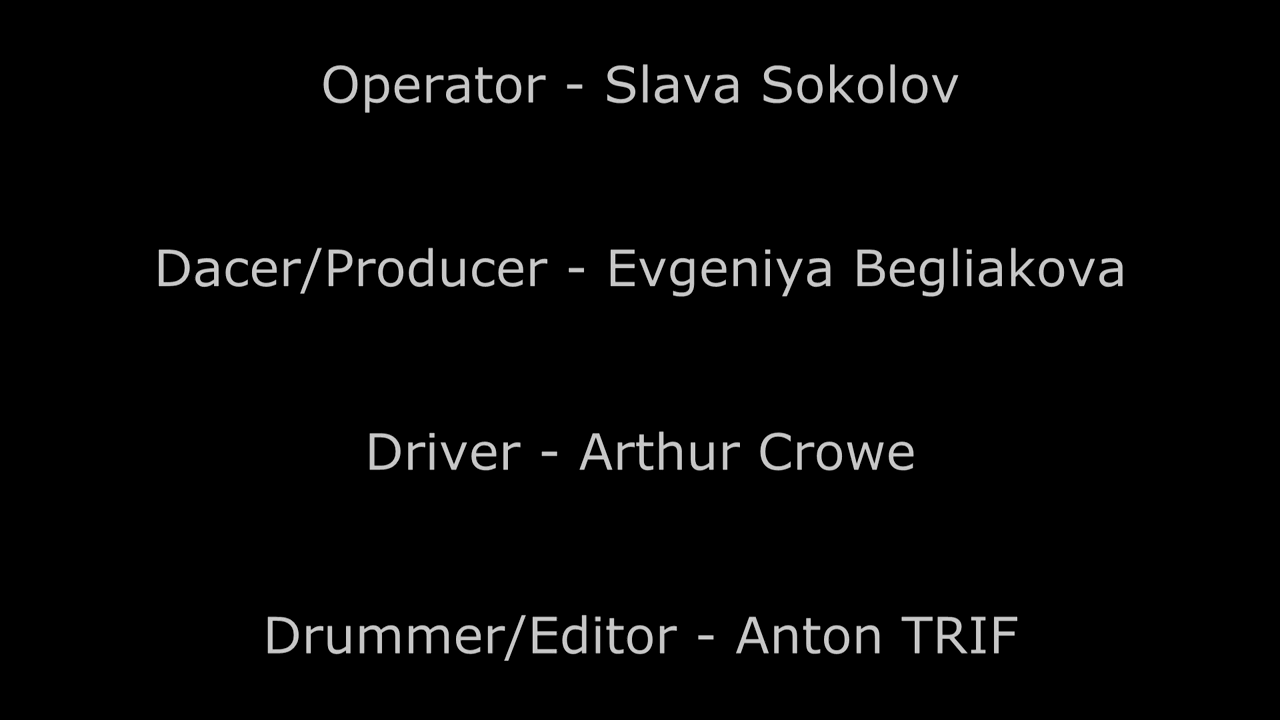 Operator - Slava Sokolov
Dacer/Producer - Evgeniya Begliakova
Driver - Arthur Crowe
Drummer/Editor - Anton TRIF